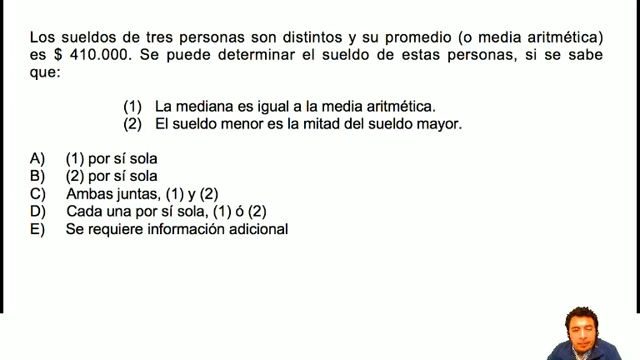 Los sueldos de tres personas son distintos y su promedio (o media aritmética)
es $ 410.000. Se puede determinar el sueldo de estas personas, si se sabe
que:
(1) La mediana es igual a la media aritmética.
(2) El sueldo menor es la mitad del sueldo mayor.
A) (1) por sí sola
B) (2) por sí sola
C) Ambas juntas, (1) y (2)
D) Cada una por sí sola, (1) ó (2)
E) Se requiere información adicional